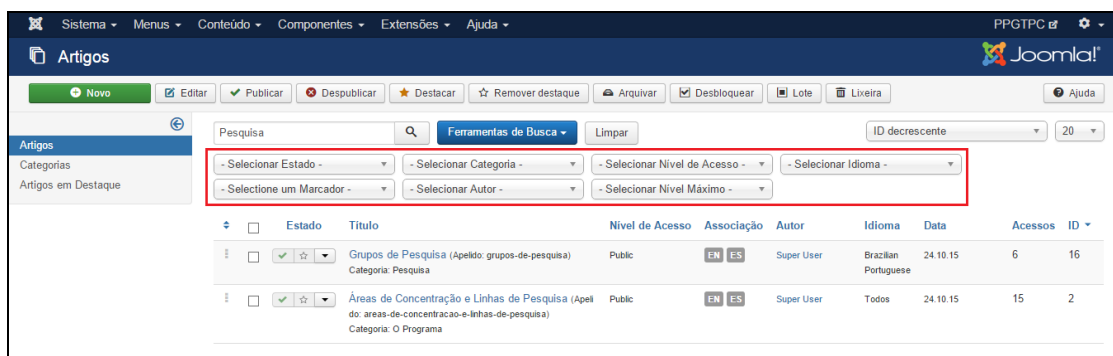 Sistema Menus Conteúdo Componentes Extensões Ajuda PPGTPC
Artigos Joomla!®
Novo Editar Publicar Despublicar Destacar Remover destaque Arquivar Desbloquear Lote Lixeira Ajuda
Artigos
Categorias
Artigos em Destaque
Pesquisa Ferramentas de Busca Limpar ID decrescente 20
- Selecionar Estado - - Selecionar Categoria - - Selecionar Nível de Acesso - - Selecionar Idioma -
- Selectione um Marcador - - Selecionar Autor - - Selecionar Nível Máximo -
Estado Título Nível de Acesso Associação Autor Idioma Data Acessos ID
Grupos de Pesquisa (Apelido: grupos-de-pesquisa) Public EN ES Super User Brazilian 24.10.15 6 16
Categoria: Pesquisa Portuguese
Áreas de Concentração e Linhas de Pesquisa (Apeli Public EN ES Super User Todos 24.10.15 15 2
do: areas-de-concentracao-e-linhas-de-pesquisa)
Categoria: O Programa